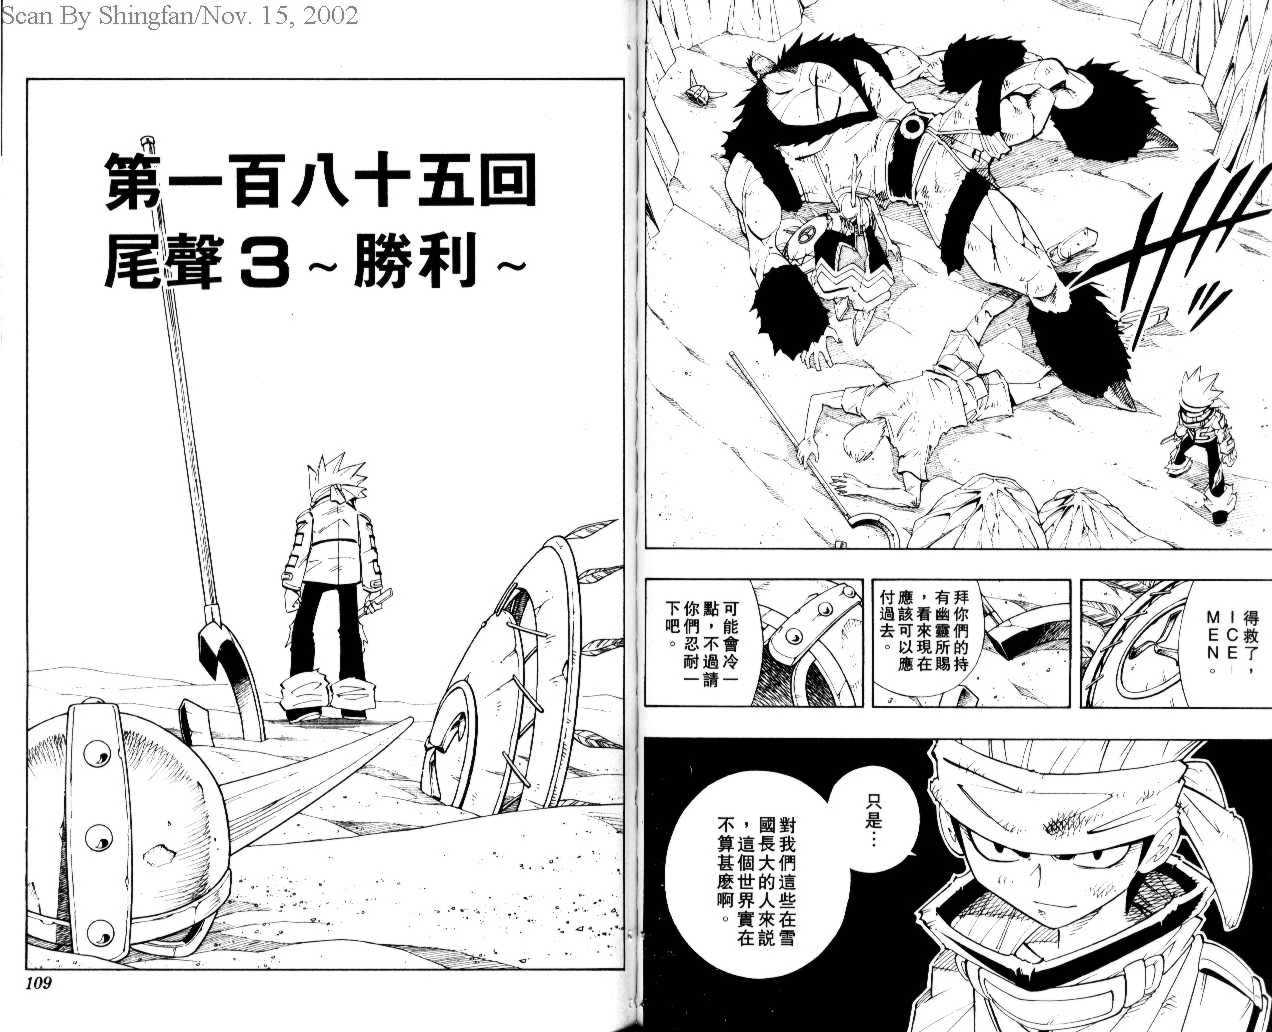 Scan By Shingfan/Nov. 15, 2002
得救了，
ICE
MEN。
拜你們的持
有幽靈所賜
，看來現在
應該可以應
付過去。
可能會冷一
點，不過請
你們忍耐一
下吧。
只是…
對我們這些在雪
國長大的人來說
，這個世界實在
不算甚麼啊。
第一百八十五回
尾聲3～勝利～
109